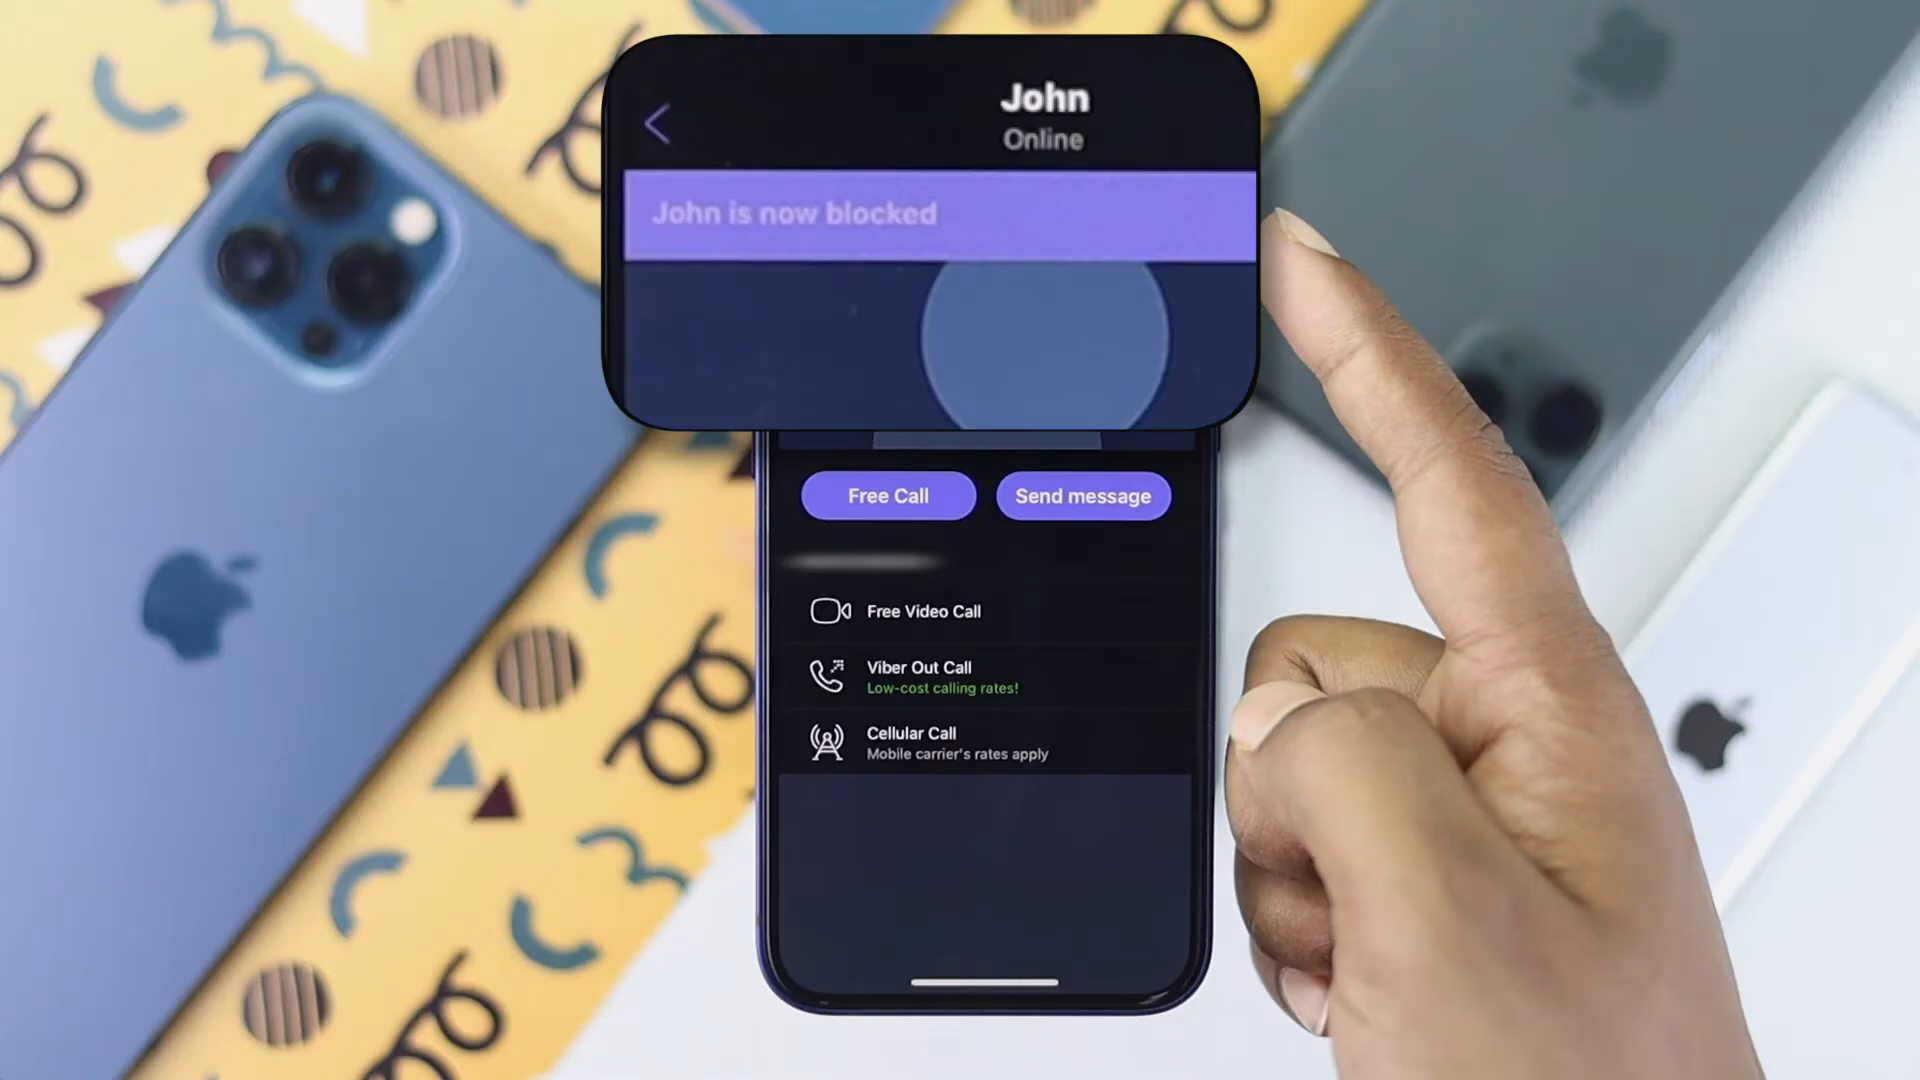 John
Online
John is now blocked
Free Call
Send message
Free Video Call
Viber Out Call
Low-cost calling rates!
Cellular Call
Mobile carrier's rates apply